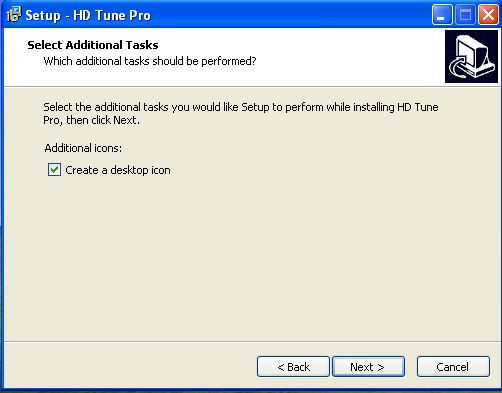 Setup - HD Tune Pro
Select Additional Tasks
Which additional tasks should be performed?
Select the additional tasks you would like Setup to perform while installing HD Tune
Pro, then click Next.
Additional icons:
Create a desktop icon
< Back Next > Cancel